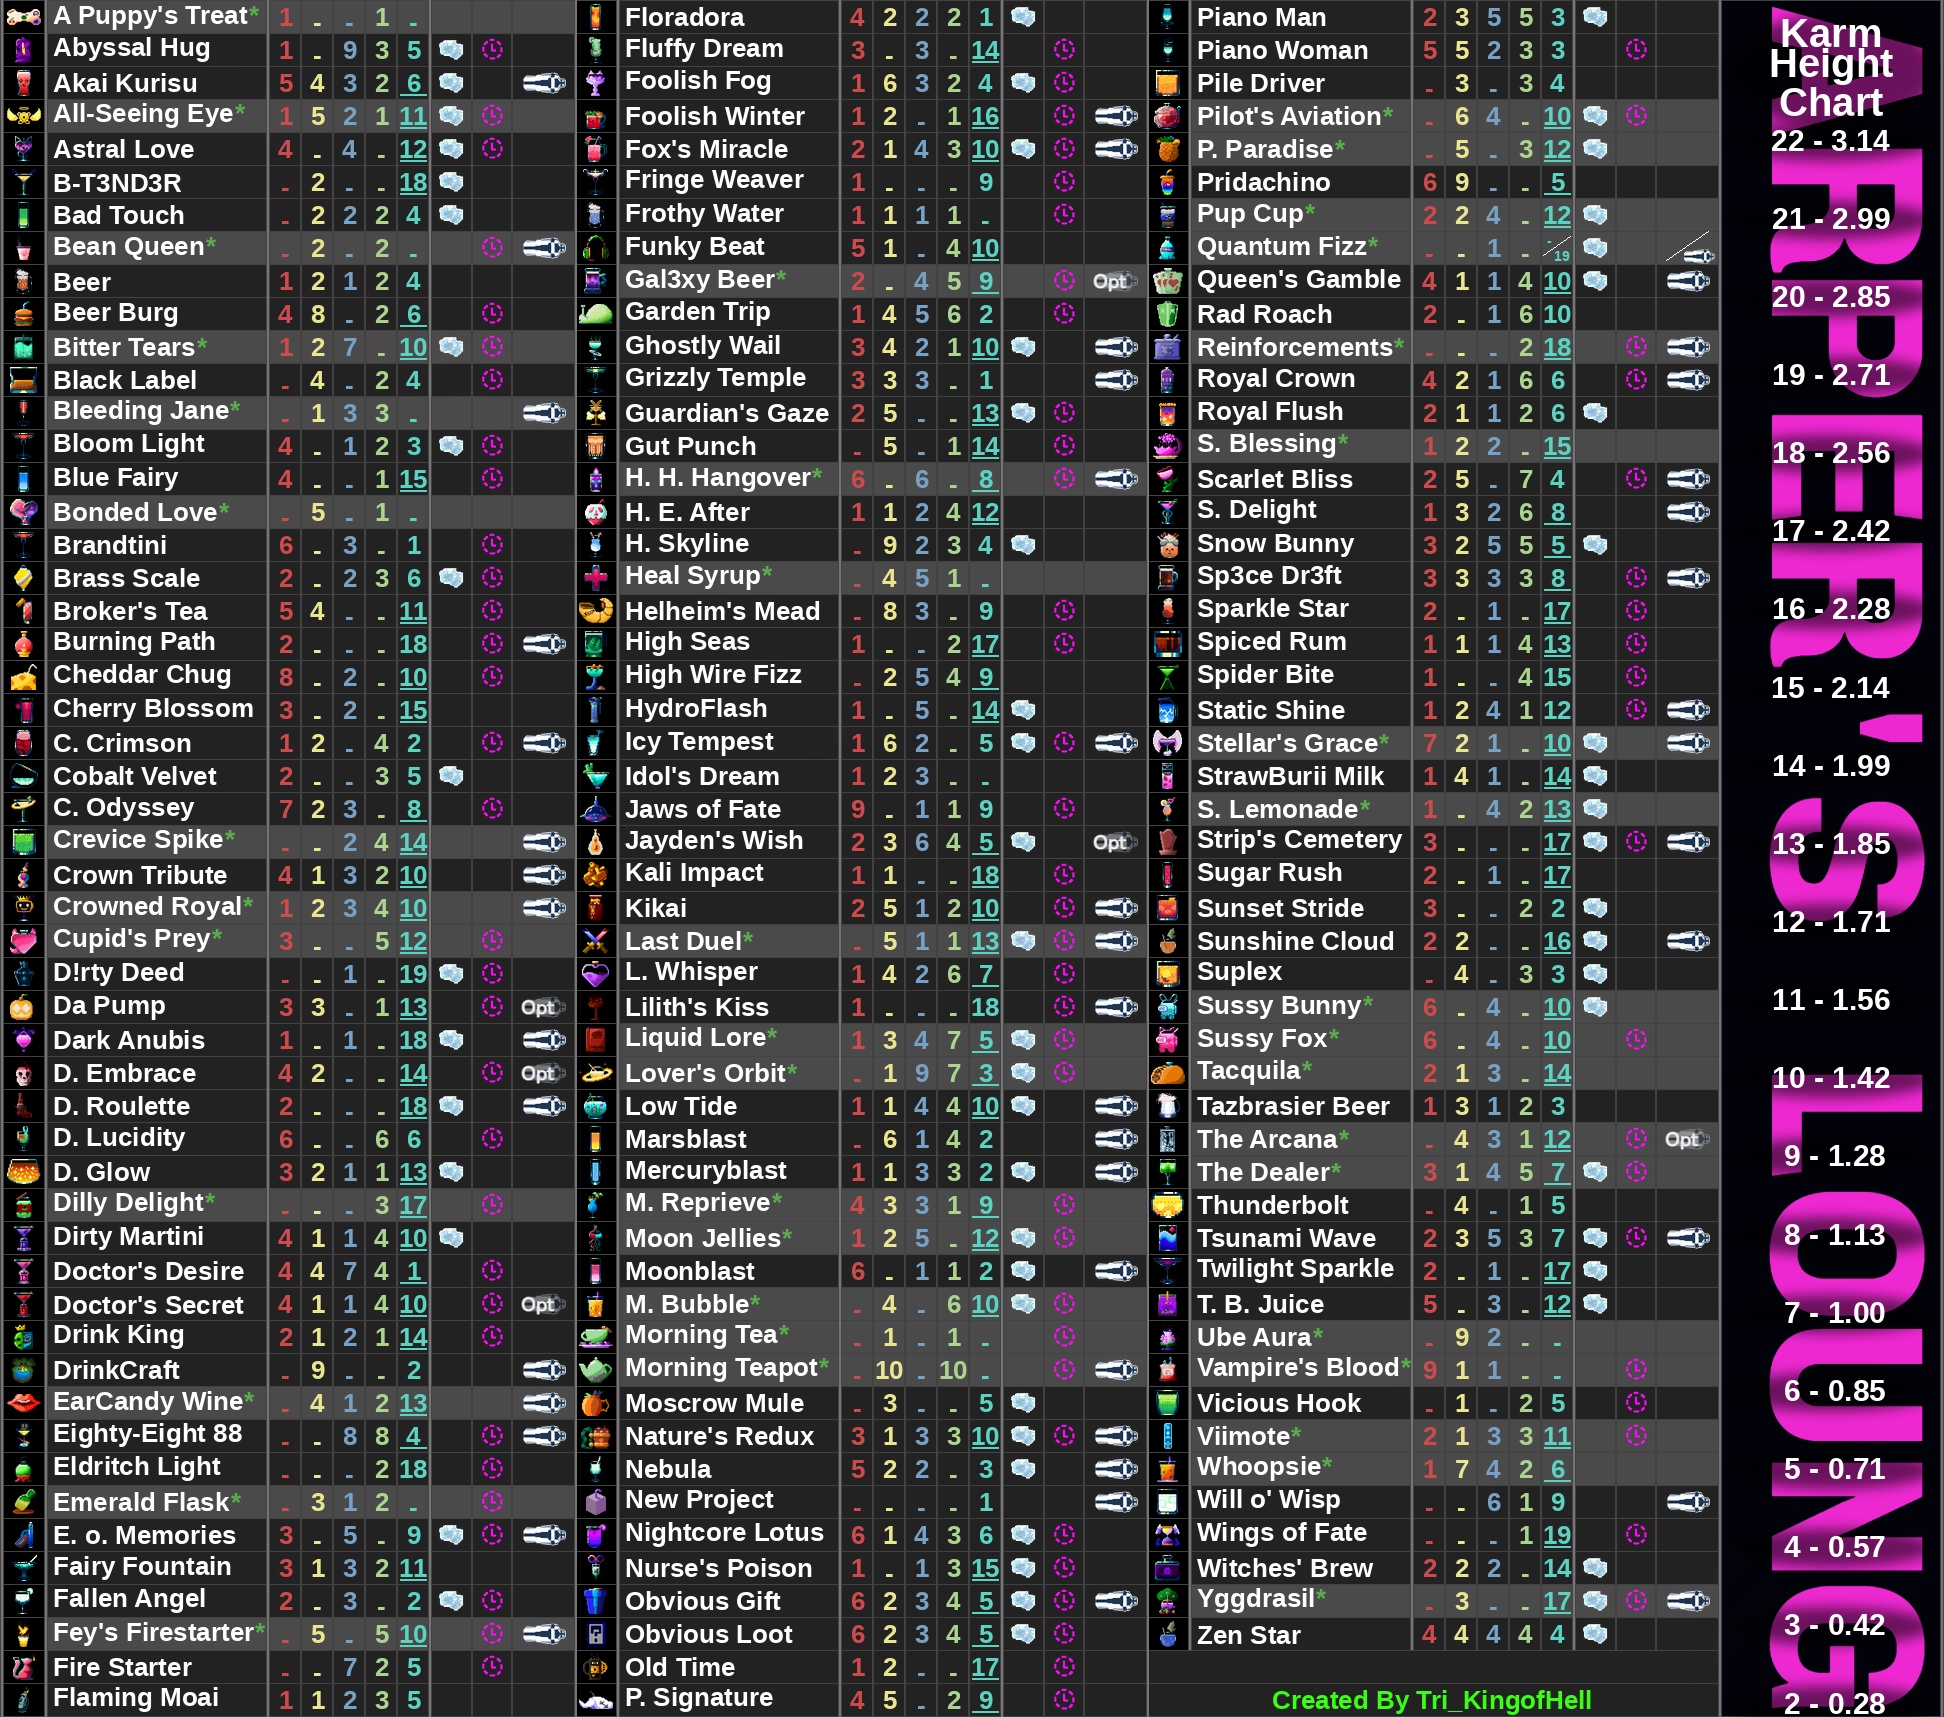 A Puppy's Treat* 1 - - 1 -
Abyssal Hug 1 - 9 3 5
Akai Kurisu 5 4 3 2 6
All-Seeing Eye* 1 5 2 1 11
Astral Love 4 - 4 - 12
B-T3ND3R - 2 - - 18
Bad Touch - 2 2 2 4
Bean Queen* - 2 - 2 -
Beer 1 2 1 2 4
Beer Burg 4 8 - 2 6
Bitter Tears* 1 2 7 - 10
Black Label - 4 - 2 4
Bleeding Jane* - 1 3 3 -
Bloom Light 4 - 1 2 3
Blue Fairy 4 - - 1 15
Bonded Love* - 5 - 1 -
Brandtini 6 - 3 - 1
Brass Scale 2 - 2 3 6
Broker's Tea 5 4 - - 11
Burning Path 2 - - - 18
Cheddar Chug 8 - 2 - 10
Cherry Blossom 3 - 2 - 15
C. Crimson 1 2 - 4 2
Cobalt Velvet 2 - - 3 5
C. Odyssey 7 2 3 - 8
Crevice Spike* - - 2 4 14
Crown Tribute 4 1 3 2 10
Crowned Royal* 1 2 3 4 10
Cupid's Prey* 3 - - 5 12
D!rty Deed - - 1 - 19
Da Pump 3 3 - 1 13 Opt
Dark Anubis 1 - 1 - 18
D. Embrace 4 2 - - 14 Opt
D. Roulette 2 - - - 18
D. Lucidity 6 - - 6 6
D. Glow 3 2 1 1 13
Dilly Delight* - - - 3 17
Dirty Martini 4 1 1 4 10
Doctor's Desire 4 4 7 4 1
Doctor's Secret 4 1 1 4 10 Opt
Drink King 2 1 2 1 14
DrinkCraft - 9 - - 2
EarCandy Wine* - 4 1 2 13
Eighty-Eight 88 - - 8 8 4
Eldritch Light - - - 2 18
Emerald Flask* - 3 1 2 -
E. o. Memories 3 - 5 - 9
Fairy Fountain 3 1 3 2 11
Fallen Angel 2 - 3 - 2
Fey's Firestarter* - 5 - 5 10
Fire Starter - - 7 2 5
Flaming Moai 1 1 2 3 5
Floradora 4 2 2 2 1
Fluffy Dream 3 - 3 - 14
Foolish Fog 1 6 3 2 4
Foolish Winter 1 2 - 1 16
Fox's Miracle 2 1 4 3 10
Fringe Weaver 1 - - - 9
Frothy Water 1 1 1 1 -
Funky Beat 5 1 - 4 10
Gal3xy Beer* 2 - 4 5 9 Opt
Garden Trip 1 4 5 6 2
Ghostly Wail 3 4 2 1 10
Grizzly Temple 3 3 3 - 1
Guardian's Gaze 2 5 - - 13
Gut Punch - 5 - 1 14
H. H. Hangover* 6 - 6 - 8
H. E. After 1 1 2 4 12
H. Skyline - 9 2 3 4
Heal Syrup* - 4 5 1 -
Helheim's Mead - 8 3 - 9
High Seas 1 - - 2 17
High Wire Fizz - 2 5 4 9
HydroFlash 1 - 5 - 14
Icy Tempest 1 6 2 - 5
Idol's Dream 1 2 3 - -
Jaws of Fate 9 - 1 1 9
Jayden's Wish 2 3 6 4 5 Opt
Kali Impact 1 1 - - 18
Kikai 2 5 1 2 10
Last Duel* - 5 1 1 13
L. Whisper 1 4 2 6 7
Lilith's Kiss 1 - - - 18
Liquid Lore* 1 3 4 7 5
Lover's Orbit* - 1 9 7 3
Low Tide 1 1 4 4 10
Marsblast - 6 1 4 2
Mercuryblast 1 1 3 3 2
M. Reprieve* 4 3 3 1 9
Moon Jellies* 1 2 5 - 12
Moonblast 6 - 1 1 2
M. Bubble* - 4 - 6 10
Morning Tea* - 1 - 1 -
Morning Teapot* - 10 - 10 -
Moscrow Mule - 3 - - 5
Nature's Redux 3 1 3 3 10
Nebula 5 2 2 - 3
New Project - - - - 1
Nightcore Lotus 6 1 4 3 6
Nurse's Poison 1 - 1 3 15
Obvious Gift 6 2 3 4 5
Obvious Loot 6 2 3 4 5
Old Time 1 2 - - 17
P. Signature 4 5 - 2 9
Piano Man 2 3 5 5 3
Piano Woman 5 5 2 3 3
Pile Driver - 3 - 3 4
Pilot's Aviation* - 6 4 - 10
P. Paradise* - 5 - 3 12
Pridachino 6 9 - - 5
Pup Cup* 2 2 4 - 12
Quantum Fizz* - - 1 - -/19
Queen's Gamble 4 1 1 4 10
Rad Roach 2 - 1 6 10
Reinforcements* - - - 2 18
Royal Crown 4 2 1 6 6
Royal Flush 2 1 1 2 6
S. Blessing* 1 2 2 - 15
Scarlet Bliss 2 5 - 7 4
S. Delight 1 3 2 6 8
Snow Bunny 3 2 5 5 5
Sp3ce Dr3ft 3 3 3 3 8
Sparkle Star 2 - 1 - 17
Spiced Rum 1 1 1 4 13
Spider Bite 1 - - 4 15
Static Shine 1 2 4 1 12
Stellar's Grace* 7 2 1 - 10
StrawBurii Milk 1 4 1 - 14
S. Lemonade* 1 - 4 2 13
Strip's Cemetery 3 - - - 17
Sugar Rush 2 - 1 - 17
Sunset Stride 3 - - 2 2
Sunshine Cloud 2 2 - - 16
Suplex - 4 - 3 3
Sussy Bunny* 6 - 4 - 10
Sussy Fox* 6 - 4 - 10
Tacquila* 2 1 3 - 14
Tazbrasier Beer 1 3 1 2 3
The Arcana* - 4 3 1 12 Opt
The Dealer* 3 1 4 5 7
Thunderbolt - 4 - 1 5
Tsunami Wave 2 3 5 3 7
Twilight Sparkle 2 - 1 - 17
T. B. Juice 5 - 3 - 12
Ube Aura* - 9 2 - -
Vampire's Blood* 9 1 1 - -
Vicious Hook - 1 - 2 5
Viimote* 2 1 3 3 11
Whoopsie* 1 7 4 2 6
Will o' Wisp - - 6 1 9
Wings of Fate - - - 1 19
Witches' Brew 2 2 2 - 14
Yggdrasil* - 3 - - 17
Zen Star 4 4 4 4 4
Created By Tri_KingofHell
Karm
Height
Chart
22 - 3.14
21 - 2.99
20 - 2.85
19 - 2.71
18 - 2.56
17 - 2.42
16 - 2.28
15 - 2.14
14 - 1.99
13 - 1.85
12 - 1.71
11 - 1.56
10 - 1.42
9 - 1.28
8 - 1.13
7 - 1.00
6 - 0.85
5 - 0.71
4 - 0.57
3 - 0.42
2 - 0.28
ARPIER'S LOUNG